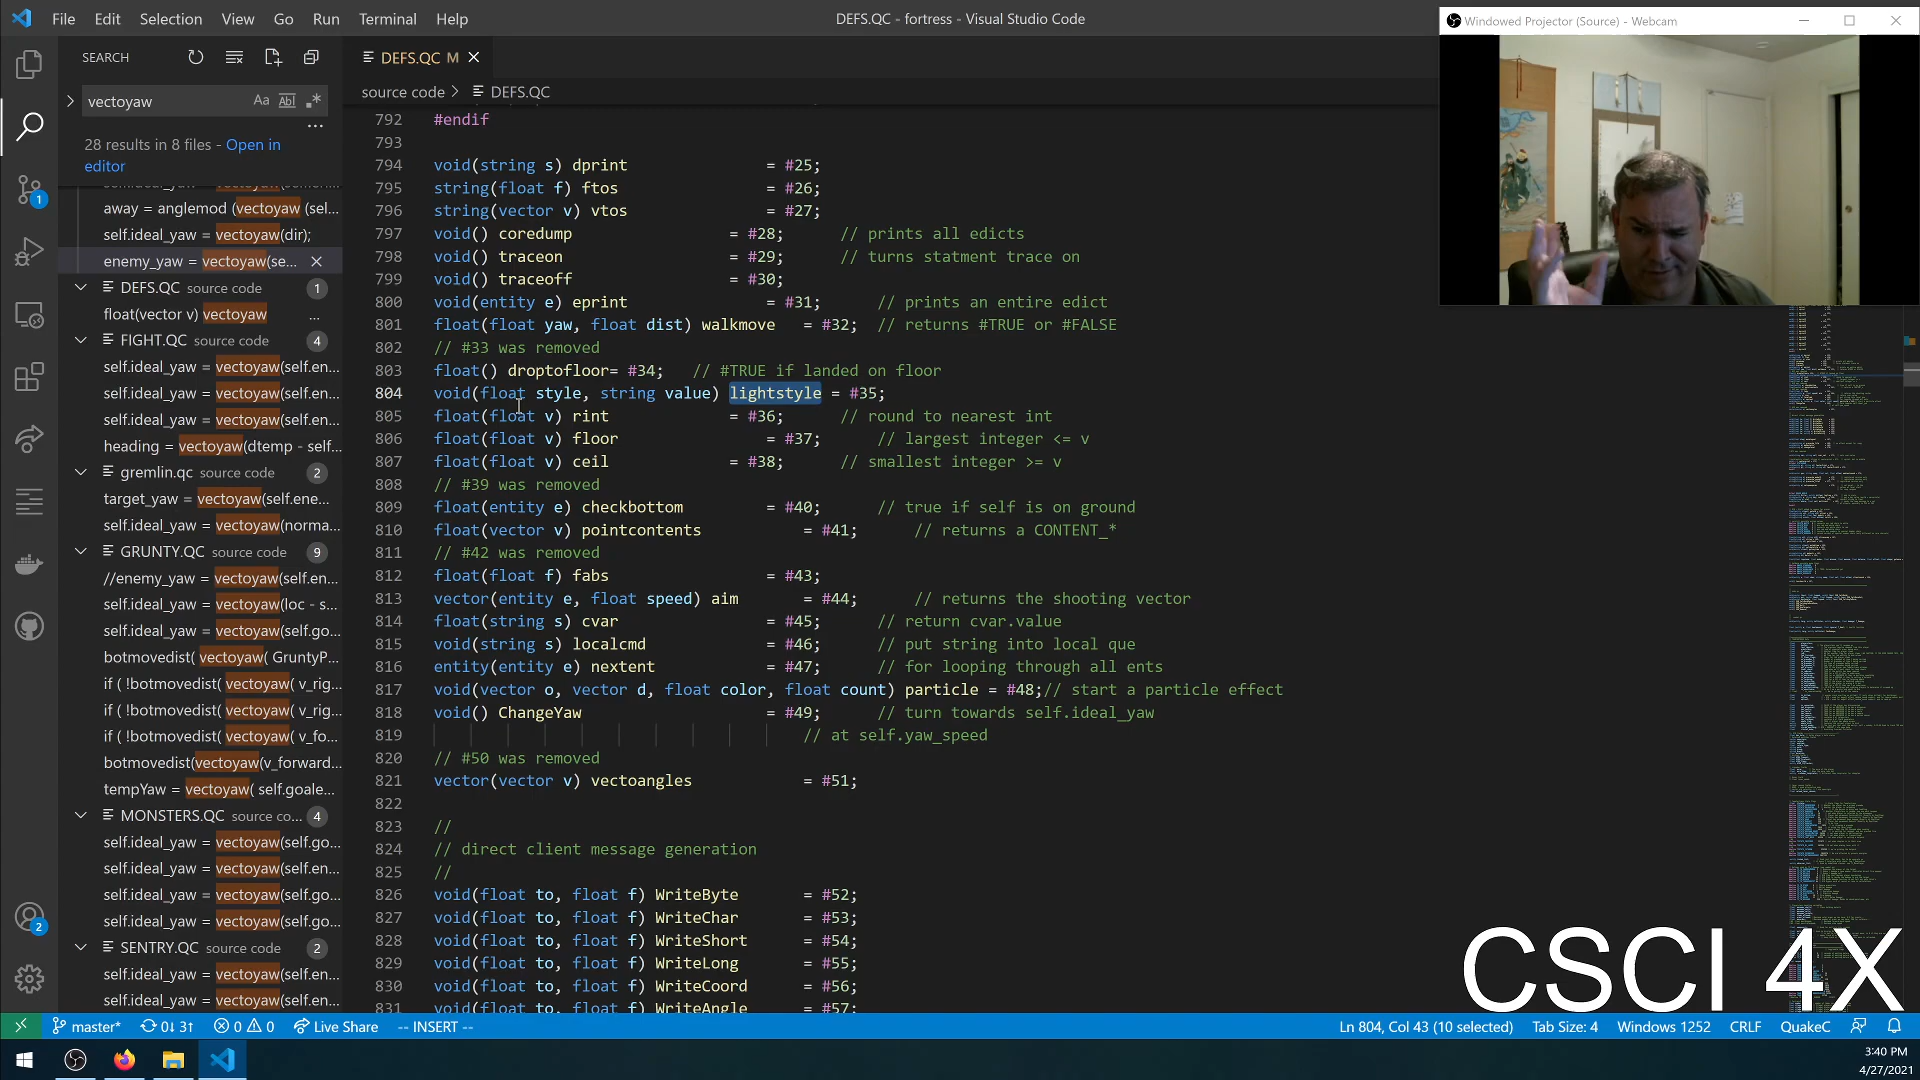 File Edit Selection View Go Run Terminal Help
DEFS.QC - fortress - Visual Studio Code
Windowed Projector (Source) - Webcam
SEARCH
DEFS.QC M
vectoyaw
source code > DEFS.QC
28 results in 8 files - Open in
editor
away = anglemod (vectoyaw (sel...
self.ideal_yaw = vectoyaw(dir);
enemy_yaw = vectoyaw(se...
DEFS.QC source code 1
float(vector v) vectoyaw ...
FIGHT.QC source code 4
self.ideal_yaw = vectoyaw(self.en...
self.ideal_yaw = vectoyaw(self.en...
self.ideal_yaw = vectoyaw(self.en...
heading = vectoyaw(dtemp - self...
gremlin.qc source code 2
target_yaw = vectoyaw(self.ene...
self.ideal_yaw = vectoyaw(norma...
GRUNTY.QC source code 9
//enemy_yaw = vectoyaw(self.en...
self.ideal_yaw = vectoyaw(loc - s...
self.ideal_yaw = vectoyaw(self.go...
botmovedist( vectoyaw( GruntyP...
if ( !botmovedist( vectoyaw( v_rig...
if ( !botmovedist( vectoyaw( v_rig...
if ( !botmovedist( vectoyaw( v_fo...
botmovedist(vectoyaw(v_forward...
tempYaw = vectoyaw( self.goale...
MONSTERS.QC source co... 4
self.ideal_yaw = vectoyaw(self.go...
self.ideal_yaw = vectoyaw(self.en...
self.ideal_yaw = vectoyaw(self.go...
self.ideal_yaw = vectoyaw(self.go...
SENTRY.QC source code 2
self.ideal_yaw = vectoyaw(self.en...
self.ideal_yaw = vectoyaw(self.en...
792 #endif
793
794 void(string s) dprint = #25;
795 string(float f) ftos = #26;
796 string(vector v) vtos = #27;
797 void() coredump = #28; // prints all edicts
798 void() traceon = #29; // turns statment trace on
799 void() traceoff = #30;
800 void(entity e) eprint = #31; // prints an entire edict
801 float(float yaw, float dist) walkmove = #32; // returns #TRUE or #FALSE
802 // #33 was removed
803 float() droptofloor= #34; // #TRUE if landed on floor
804 void(float style, string value) lightstyle = #35;
805 float(float v) rint = #36; // round to nearest int
806 float(float v) floor = #37; // largest integer <= v
807 float(float v) ceil = #38; // smallest integer >= v
808 // #39 was removed
809 float(entity e) checkbottom = #40; // true if self is on ground
810 float(vector v) pointcontents = #41; // returns a CONTENT_*
811 // #42 was removed
812 float(float f) fabs = #43;
813 vector(entity e, float speed) aim = #44; // returns the shooting vector
814 float(string s) cvar = #45; // return cvar.value
815 void(string s) localcmd = #46; // put string into local que
816 entity(entity e) nextent = #47; // for looping through all ents
817 void(vector o, vector d, float color, float count) particle = #48;// start a particle effect
818 void() ChangeYaw = #49; // turn towards self.ideal_yaw
819 // at self.yaw_speed
820 // #50 was removed
821 vector(vector v) vectoangles = #51;
822
823 //
824 // direct client message generation
825 //
826 void(float to, float f) WriteByte = #52;
827 void(float to, float f) WriteChar = #53;
828 void(float to, float f) WriteShort = #54;
829 void(float to, float f) WriteLong = #55;
830 void(float to, float f) WriteCoord = #56;
831 void(float to, float f) WriteAngle = #57;
CSCI 4X
master* 0↓ 3↑ 0 0 Live Share -- INSERT --
Ln 804, Col 43 (10 selected) Tab Size: 4 Windows 1252 CRLF QuakeC
3:40 PM
4/27/2021